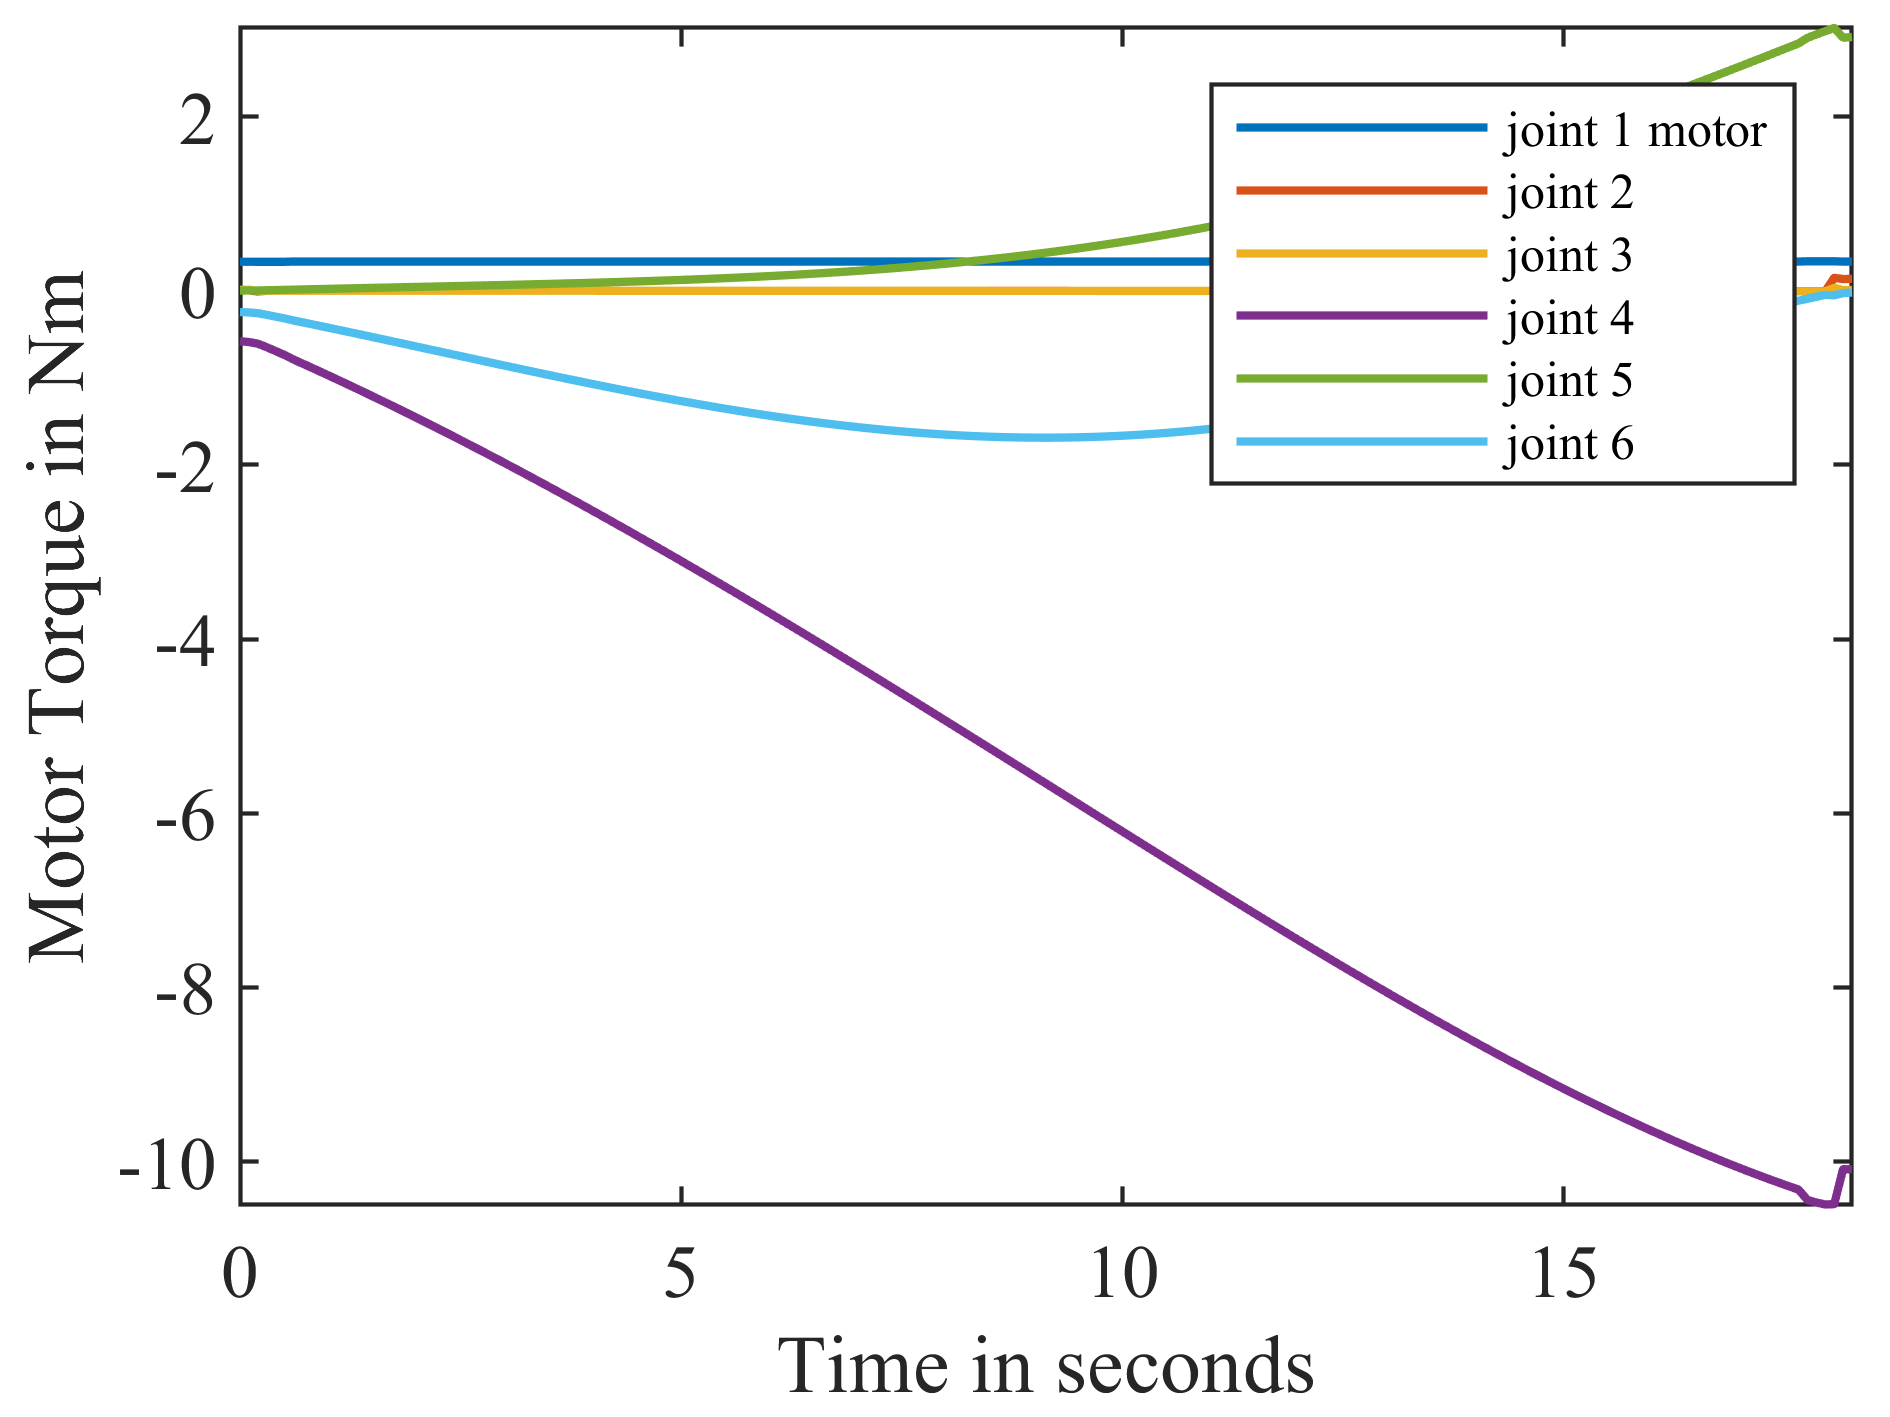 2
0
-2
-4
-6
-8
-10
Motor Torque in Nm
joint 1 motor
joint 2
joint 3
joint 4
joint 5
joint 6
0 5 10 15
Time in seconds